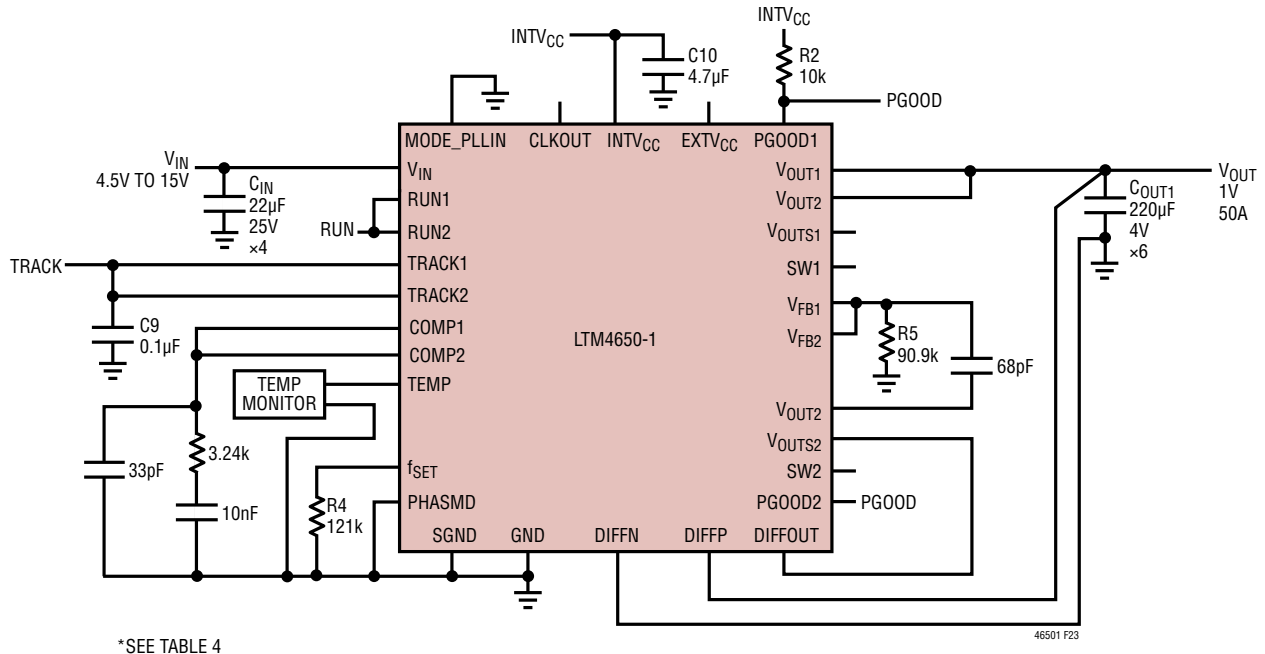 INTVCC
INTVCC
C10
4.7µF
R2
10k
PGOOD
MODE_PLLIN
CLKOUT
INTVCC
EXTVCC
PGOOD1
VIN
4.5V TO 15V
CIN
22µF
25V
×4
VIN
RUN1
RUN
RUN2
TRACK
TRACK1
TRACK2
C9
0.1µF
COMP1
COMP2
TEMP
MONITOR
TEMP
33pF
3.24k
10nF
fSET
R4
121k
PHASMD
SGND
GND
DIFFN
DIFFP
DIFFOUT
LTM4650-1
VOUT1
VOUT2
VOUTS1
SW1
VFB1
VFB2
R5
90.9k
68pF
VOUT2
VOUTS2
SW2
PGOOD2
PGOOD
VOUT
1V
50A
COUT1
220µF
4V
×6
46501 F23
*SEE TABLE 4